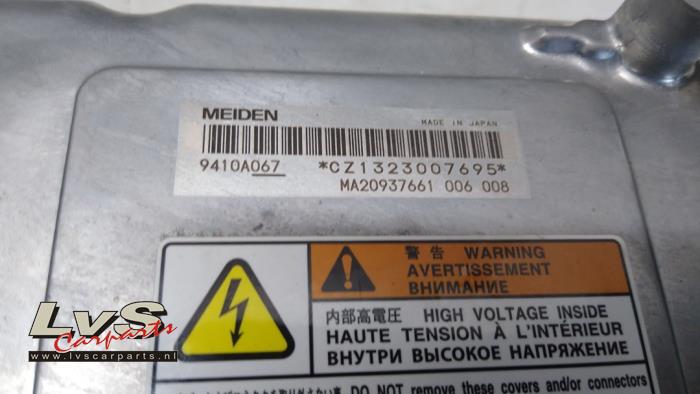 MEIDEN
MADE IN JAPAN
9410A067 *CZ1323007695*
MA20937661 006 008
警告 WARNING
AVERTISSEMENT
ВНИМАНИЕ
内部高電圧 HIGH VOLTAGE INSIDE
HAUTE TENSION À L'INTÉRIEUR
ВНУТРИ ВЫСОКОЕ НАПРЯЖЕНИЕ
DO NOT remove these covers and/or connectors
LvS
Carparts
www.lvscarparts.nl